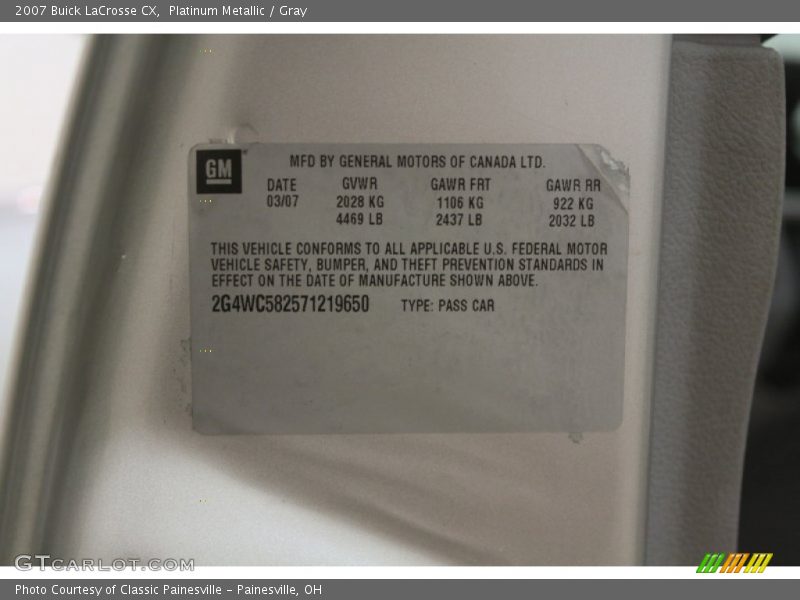 2007 Buick LaCrosse CX, Platinum Metallic / Gray
GM
MFD BY GENERAL MOTORS OF CANADA LTD.
DATE GVWR GAWR FRT GAWR RR
03/07 2028 KG 1106 KG 922 KG
4469 LB 2437 LB 2032 LB
THIS VEHICLE CONFORMS TO ALL APPLICABLE U.S. FEDERAL MOTOR
VEHICLE SAFETY, BUMPER, AND THEFT PREVENTION STANDARDS IN
EFFECT ON THE DATE OF MANUFACTURE SHOWN ABOVE.
2G4WC582571219650 TYPE: PASS CAR
GTCARLOT.COM
Photo Courtesy of Classic Painesville - Painesville, OH